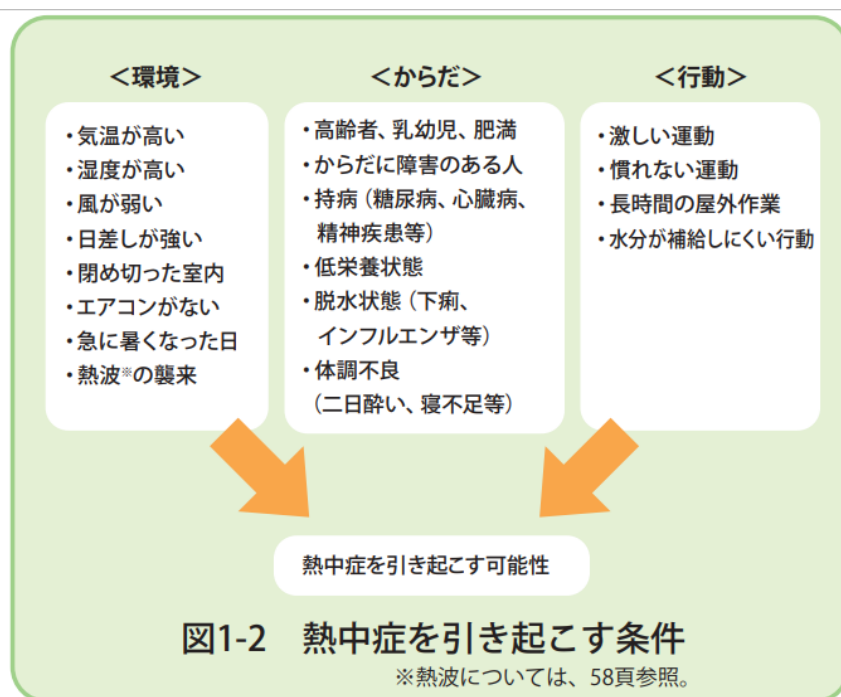 ＜環境＞
・気温が高い
・湿度が高い
・風が弱い
・日差しが強い
・閉め切った室内
・エアコンがない
・急に暑くなった日
・熱波※の襲来
＜からだ＞
・高齢者、乳幼児、肥満
・からだに障害のある人
・持病（糖尿病、心臓病、
精神疾患等）
・低栄養状態
・脱水状態（下痢、
インフルエンザ等）
・体調不良
（二日酔い、寝不足等）
＜行動＞
・激しい運動
・慣れない運動
・長時間の屋外作業
・水分が補給しにくい行動
熱中症を引き起こす可能性
図1-2　熱中症を引き起こす条件
※熱波については、58頁参照。